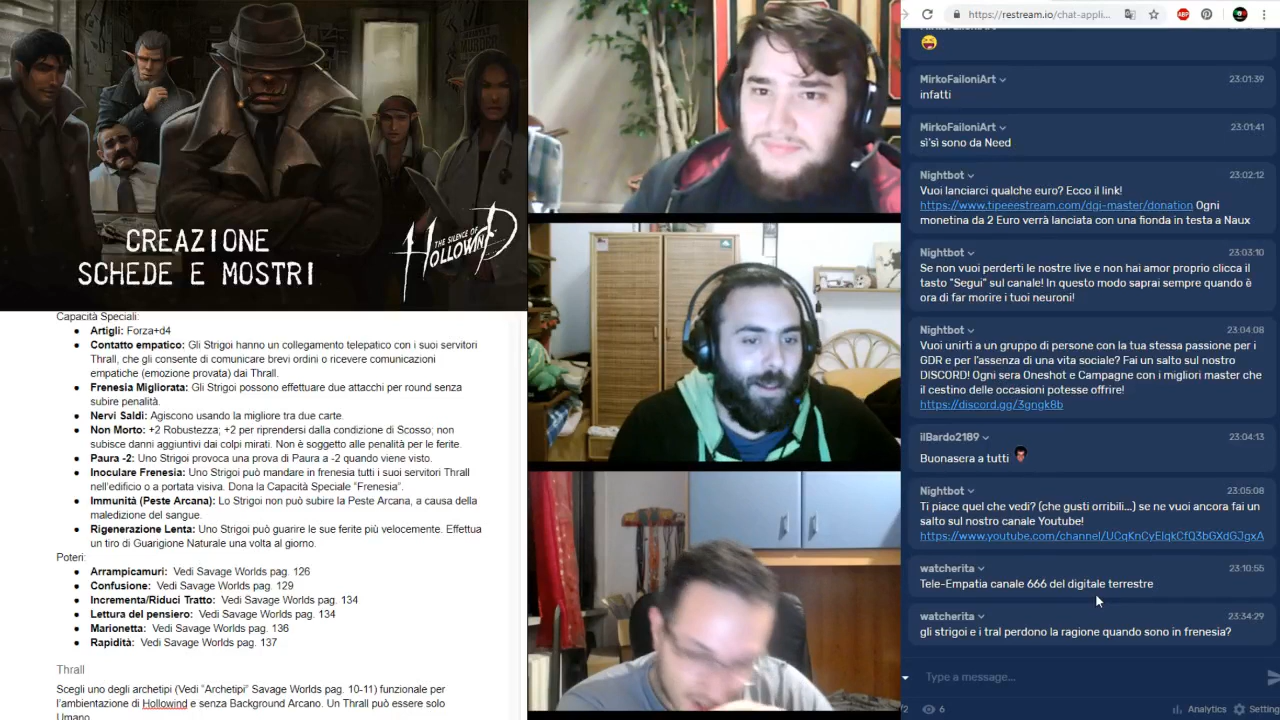 CREAZIONE
SCHEDE E MOSTRI
THE SILENCE OF
HOLLOWIND
Capacità Speciali:
Artigli: Forza+d4
Contatto empatico: Gli Strigoi hanno un collegamento telepatico con i suoi servitori
Thrall, che gli consente di comunicare brevi ordini o ricevere comunicazioni
empatiche (emozione provata) dai Thrall.
Frenesia Migliorata: Gli Strigoi possono effettuare due attacchi per round senza
subire penalità.
Nervi Saldi: Agiscono usando la migliore tra due carte.
Non Morto: +2 Robustezza; +2 per riprendersi dalla condizione di Scosso; non
subisce danni aggiuntivi dai colpi mirati. Non è soggetto alle penalità per le ferite.
Paura -2: Uno Strigoi provoca una prova di Paura a -2 quando viene visto.
Inoculare Frenesia: Uno Strigoi può mandare in frenesia tutti i suoi servitori Thrall
nell'edificio o a portata visiva. Dona la Capacità Speciale "Frenesia".
Immunità (Peste Arcana): Lo Strigoi non può subire la Peste Arcana, a causa della
maledizione del sangue.
Rigenerazione Lenta: Uno Strigoi può guarire le sue ferite più velocemente. Effettua
un tiro di Guarigione Naturale una volta al giorno.
Poteri:
Arrampicamuri: Vedi Savage Worlds pag. 126
Confusione: Vedi Savage Worlds pag. 129
Incrementa/Riduci Tratto: Vedi Savage Worlds pag. 134
Lettura del pensiero: Vedi Savage Worlds pag. 134
Marionetta: Vedi Savage Worlds pag. 136
Rapidità: Vedi Savage Worlds pag. 137
Thrall
Scegli uno degli archetipi (Vedi "Archetipi" Savage Worlds pag. 10-11) funzionale per
l'ambientazione di Hollowind e senza Background Arcano. Un Thrall può essere solo
Umano
https://restream.io/chat-appli...
ABP
MirkoFailoniArt
MirkoFailoniArt 23:01:39
infatti
MirkoFailoniArt 23:01:41
sì'sì sono da Need
Nightbot 23:02:12
Vuoi lanciarci qualche euro? Ecco il link!
https://www.tipeeestream.com/dgi-master/donation Ogni
monetina da 2 Euro verrà lanciata con una fionda in testa a Naux
Nightbot 23:03:10
Se non vuoi perderti le nostre live e non hai amor proprio clicca il
tasto "Segui" sul canale! In questo modo saprai sempre quando è
ora di far morire i tuoi neuroni!
Nightbot 23:04:08
Vuoi unirti a un gruppo di persone con la tua stessa passione per i
GDR e per l'assenza di una vita sociale? Fai un salto sul nostro
DISCORD! Ogni sera Oneshot e Campagne con i migliori master che
il cestino delle occasioni potesse offrire!
https://discord.gg/3gngk8b
ilBardo2189 23:04:13
Buonasera a tutti
Nightbot 23:05:08
Ti piace quel che vedi? (che gusti orribili...) se ne vuoi ancora fai un
salto sul nostro canale Youtube!
https://www.youtube.com/channel/UCqKnCyElqkCfQ3bGXdGJgxA
watcherita 23:10:55
Tele-Empatia canale 666 del digitale terrestre
watcherita 23:34:29
gli strigoi e i tral perdono la ragione quando sono in frenesia?
Type a message...
/2 6 Analytics Setting